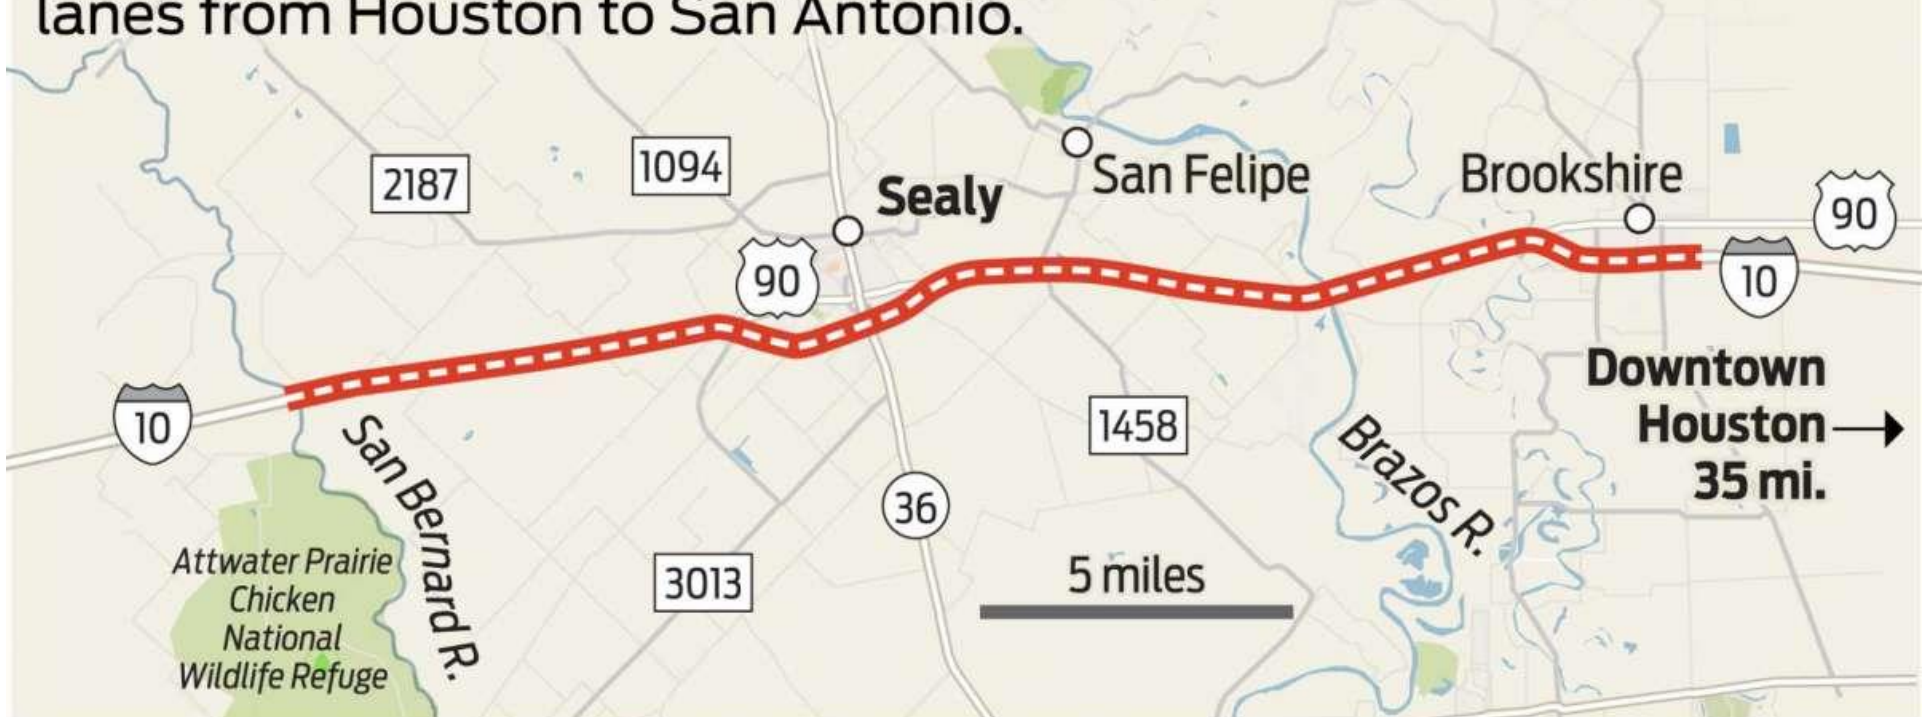 lanes from Houston to San Antonio.
2187
1094
Sealy
San Felipe
Brookshire
90
90
10
10
San Bernard R.
Attwater Prairie
Chicken
National
Wildlife Refuge
3013
36
1458
5 miles
Brazos R.
Downtown
Houston
35 mi.